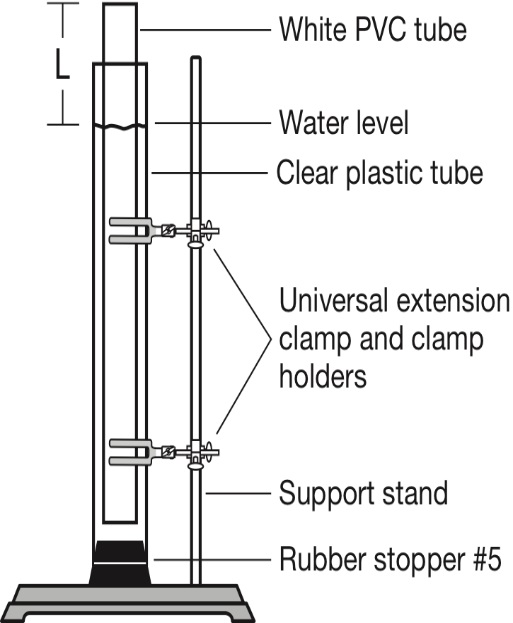 White PVC tube
L
Water level
Clear plastic tube
Universal extension
clamp and clamp
holders
Support stand
Rubber stopper #5